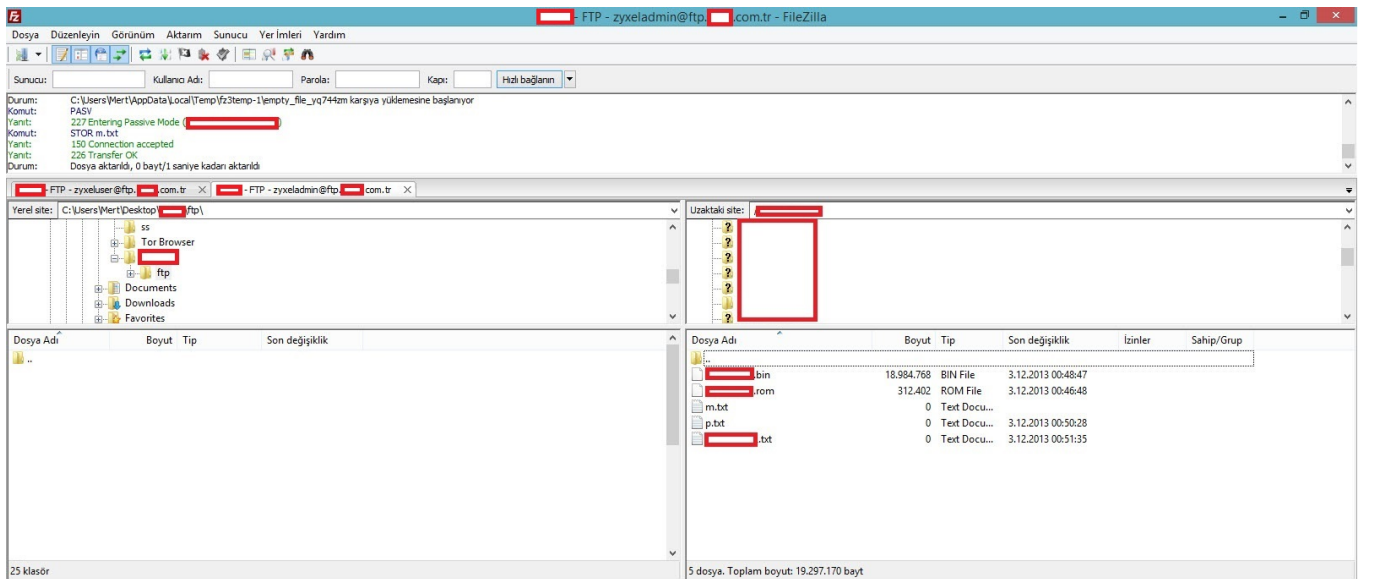 - FTP - zyxeladmin@ftp. .com.tr - FileZilla
Dosya Düzenleyin Görünüm Aktarım Sunucu Yer İmleri Yardım
Sunucu: Kullanıcı Adı: Parola: Kapı: Hızlı bağlanın
Durum: C:\Users\Mert\AppData\Local\Temp\fz3temp-1\empty_file_yq744zm karşıya yüklemesine başlanıyor
Komut: PASV
Yanıt: 227 Entering Passive Mode ( )
Komut: STOR m.txt
Yanıt: 150 Connection accepted
Yanıt: 226 Transfer OK
Durum: Dosya aktarıldı, 0 bayt/1 saniye kadarı aktarıldı
- FTP - zyxeluser@ftp. .com.tr - FTP - zyxeladmin@ftp. com.tr
Yerel site: C:\Users\Mert\Desktop\ ftp\ Uzaktaki site: /
ss
Tor Browser
ftp
Documents
Downloads
Favorites
Dosya Adı Boyut Tip Son değişiklik
..
25 klasör
Dosya Adı Boyut Tip Son değişiklik İzinler Sahip/Grup
..
.bin 18.984.768 BIN File 3.12.2013 00:48:47
.rom 312.402 ROM File 3.12.2013 00:46:48
m.txt 0 Text Docu...
p.txt 0 Text Docu... 3.12.2013 00:50:28
.txt 0 Text Docu... 3.12.2013 00:51:35
5 dosya. Toplam boyut: 19.297.170 bayt